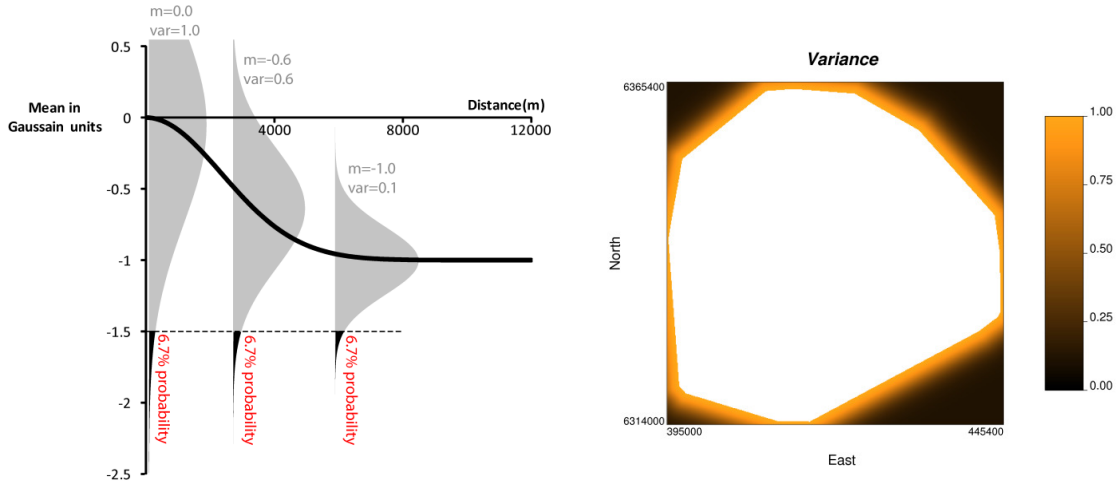 m=0.0
var=1.0
0.5
m=-0.6
var=0.6
Mean in
Gaussain units
0
Distance(m)
4000
8000
12000
m=-1.0
var=0.1
-0.5
-1
-1.5
6.7% probability
6.7% probability
6.7% probability
-2
-2.5
Variance
6365400
North
6314000
395000
445400
East
1.00
0.75
0.50
0.25
0.00